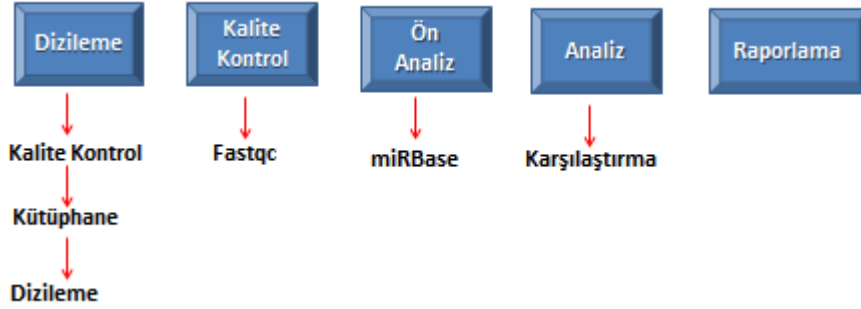 Dizileme
Kalite
Kontrol
Ön
Analiz
Analiz
Raporlama
Kalite Kontrol
Fastqc
miRBase
Karşılaştırma
Kütüphane
Dizileme